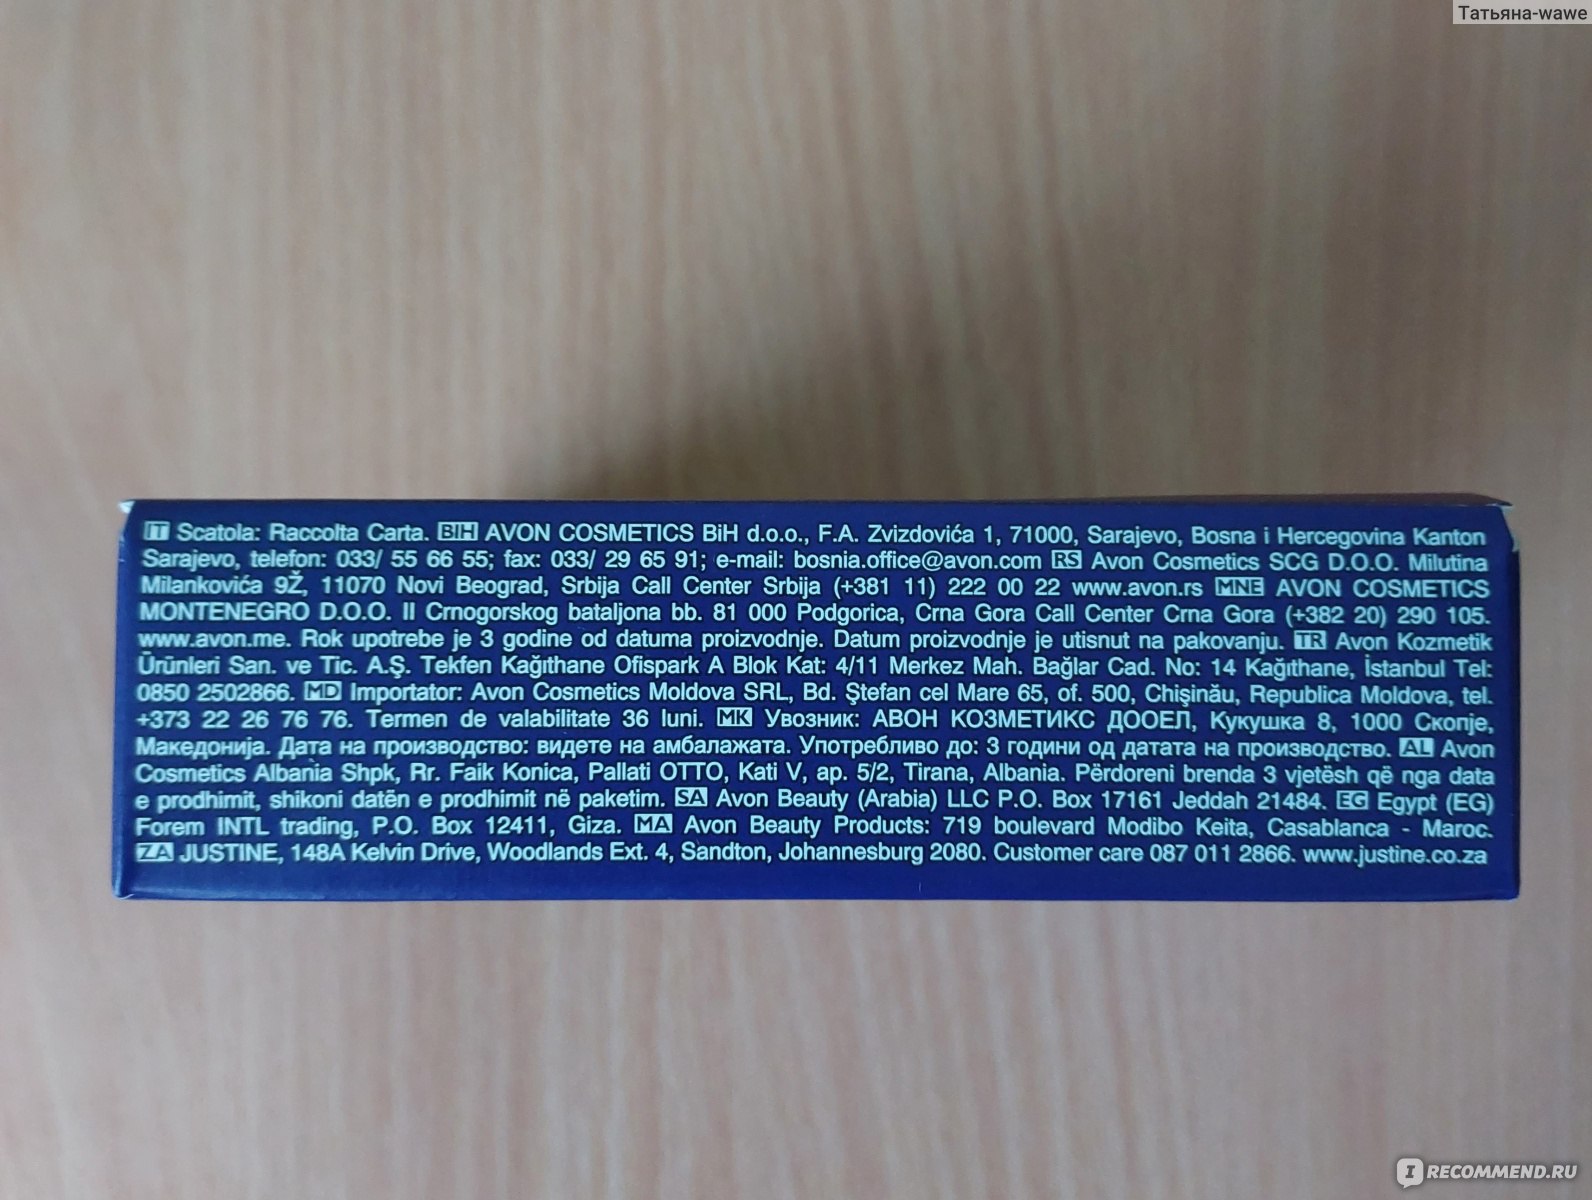 Татьяна-wawe
IT Scatola: Raccolta Carta. BIH AVON COSMETICS BiH d.o.o., F.A. Zvizdovića 1, 71000, Sarajevo, Bosna i Hercegovina Kanton
Sarajevo, telefon: 033/ 55 66 55; fax: 033/ 29 65 91; e-mail: bosnia.office@avon.com RS Avon Cosmetics SCG D.O.O. Milutina
Milankovića 9Ž, 11070 Novi Beograd, Srbija Call Center Srbija (+381 11) 222 00 22 www.avon.rs MNE AVON COSMETICS
MONTENEGRO D.O.O. II Crnogorskog bataljona bb. 81 000 Podgorica, Crna Gora Call Center Crna Gora (+382 20) 290 105.
www.avon.me. Rok upotrebe je 3 godine od datuma proizvodnje. Datum proizvodnje je utisnut na pakovanju. TR Avon Kozmetik
Ürünleri San. ve Tic. A.Ş. Tekfen Kağıthane Ofispark A Blok Kat: 4/11 Merkez Mah. Bağlar Cad. No: 14 Kağıthane, İstanbul Tel:
0850 2502866. MD Importator: Avon Cosmetics Moldova SRL, Bd. Ştefan cel Mare 65, of. 500, Chişinău, Republica Moldova, tel.
+373 22 26 76 76. Termen de valabilitate 36 luni. MK Увозник: АВОН КОЗМЕТИКС ДООЕЛ, Кукушка 8, 1000 Скопје,
Македонија. Дата на производство: видете на амбалажата. Употребливо до: 3 години од датата на производство. AL Avon
Cosmetics Albania Shpk, Rr. Faik Konica, Pallati OTTO, Kati V, ap. 5/2, Tirana, Albania. Përdoreni brenda 3 vjetësh që nga data
e prodhimit, shikoni datën e prodhimit në paketim. SA Avon Beauty (Arabia) LLC P.O. Box 17161 Jeddah 21484. EG Egypt (EG)
Forem INTL trading, P.O. Box 12411, Giza. MA Avon Beauty Products: 719 boulevard Modibo Keita, Casablanca - Maroc.
ZA JUSTINE, 148A Kelvin Drive, Woodlands Ext. 4, Sandton, Johannesburg 2080. Customer care 087 011 2866. www.justine.co.za
IRECOMMEND.RU